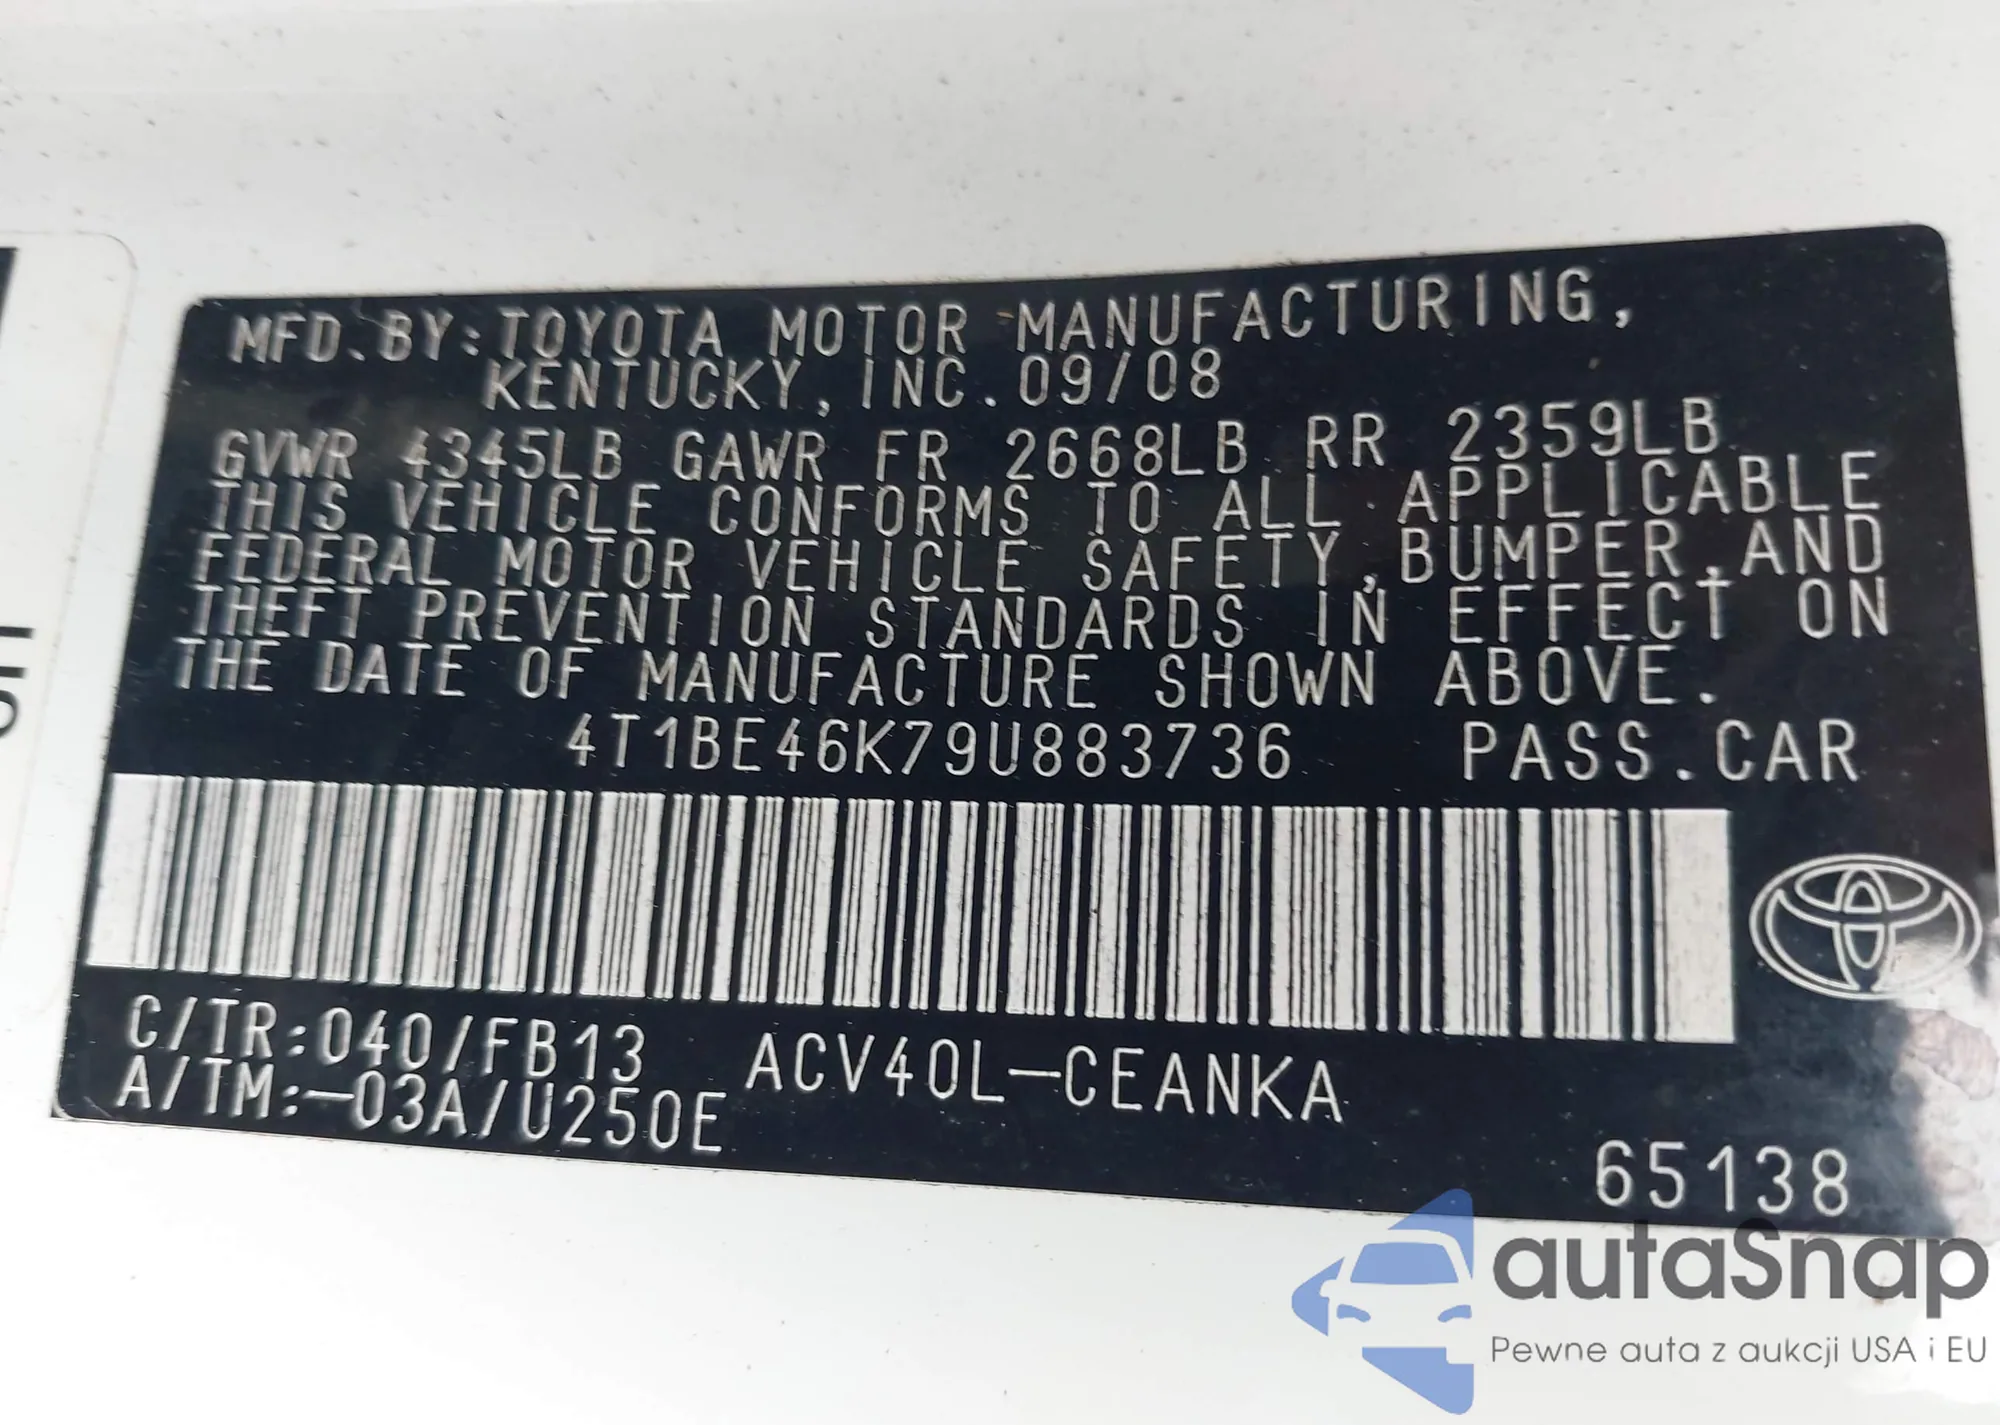 MFD.BY:TOYOTA MOTOR MANUFACTURING,
KENTUCKY, INC. 09/08
GVWR 4345LB GAWR FR 2668LB RR 2359LB
THIS VEHICLE CONFORMS TO ALL APPLICABLE
FEDERAL MOTOR VEHICLE SAFETY, BUMPER, AND
THEFT PREVENTION STANDARDS IN EFFECT ON
THE DATE OF MANUFACTURE SHOWN ABOVE.
4T1BE46K79U883736 PASS.CAR
C/TR:040/FB13 ACV40L-CEANKA
A/TM:-03A/U250E
65138
autaSnap
Pewne auta z aukcji USA i EU